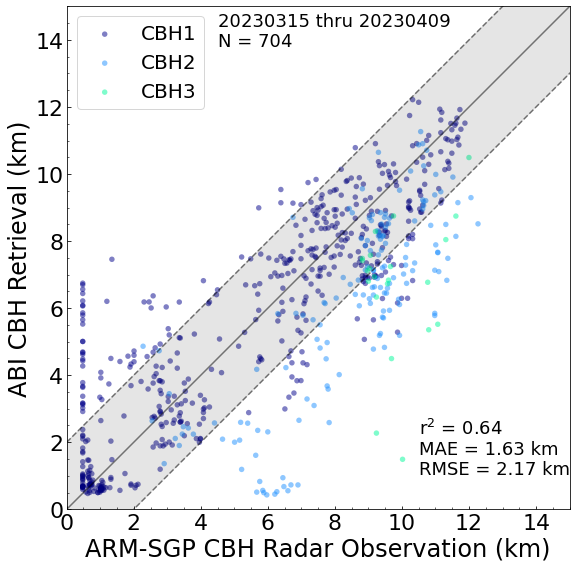 20230315 thru 20230409
N = 704
CBH1
CBH2
CBH3
ABI CBH Retrieval (km)
14
12
10
8
6
4
2
0
r² = 0.64
MAE = 1.63 km
RMSE = 2.17 km
0 2 4 6 8 10 12 14
ARM-SGP CBH Radar Observation (km)